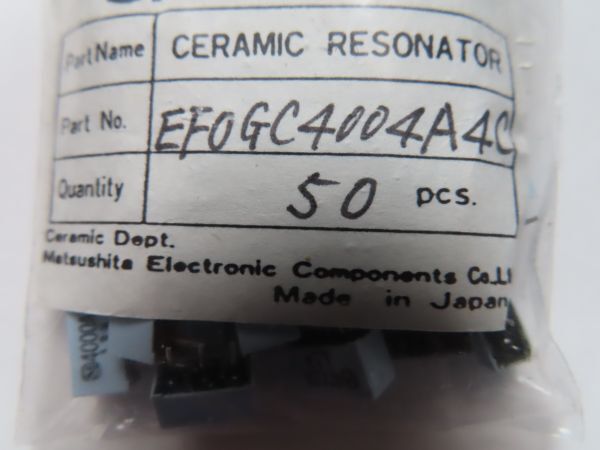 Part Name CERAMIC RESONATOR
Part No. EFOGC4004A4C
Quantity 50 pcs.
Ceramic Dept.
Matsushita Electronic Components Co.,L
Made in Japan